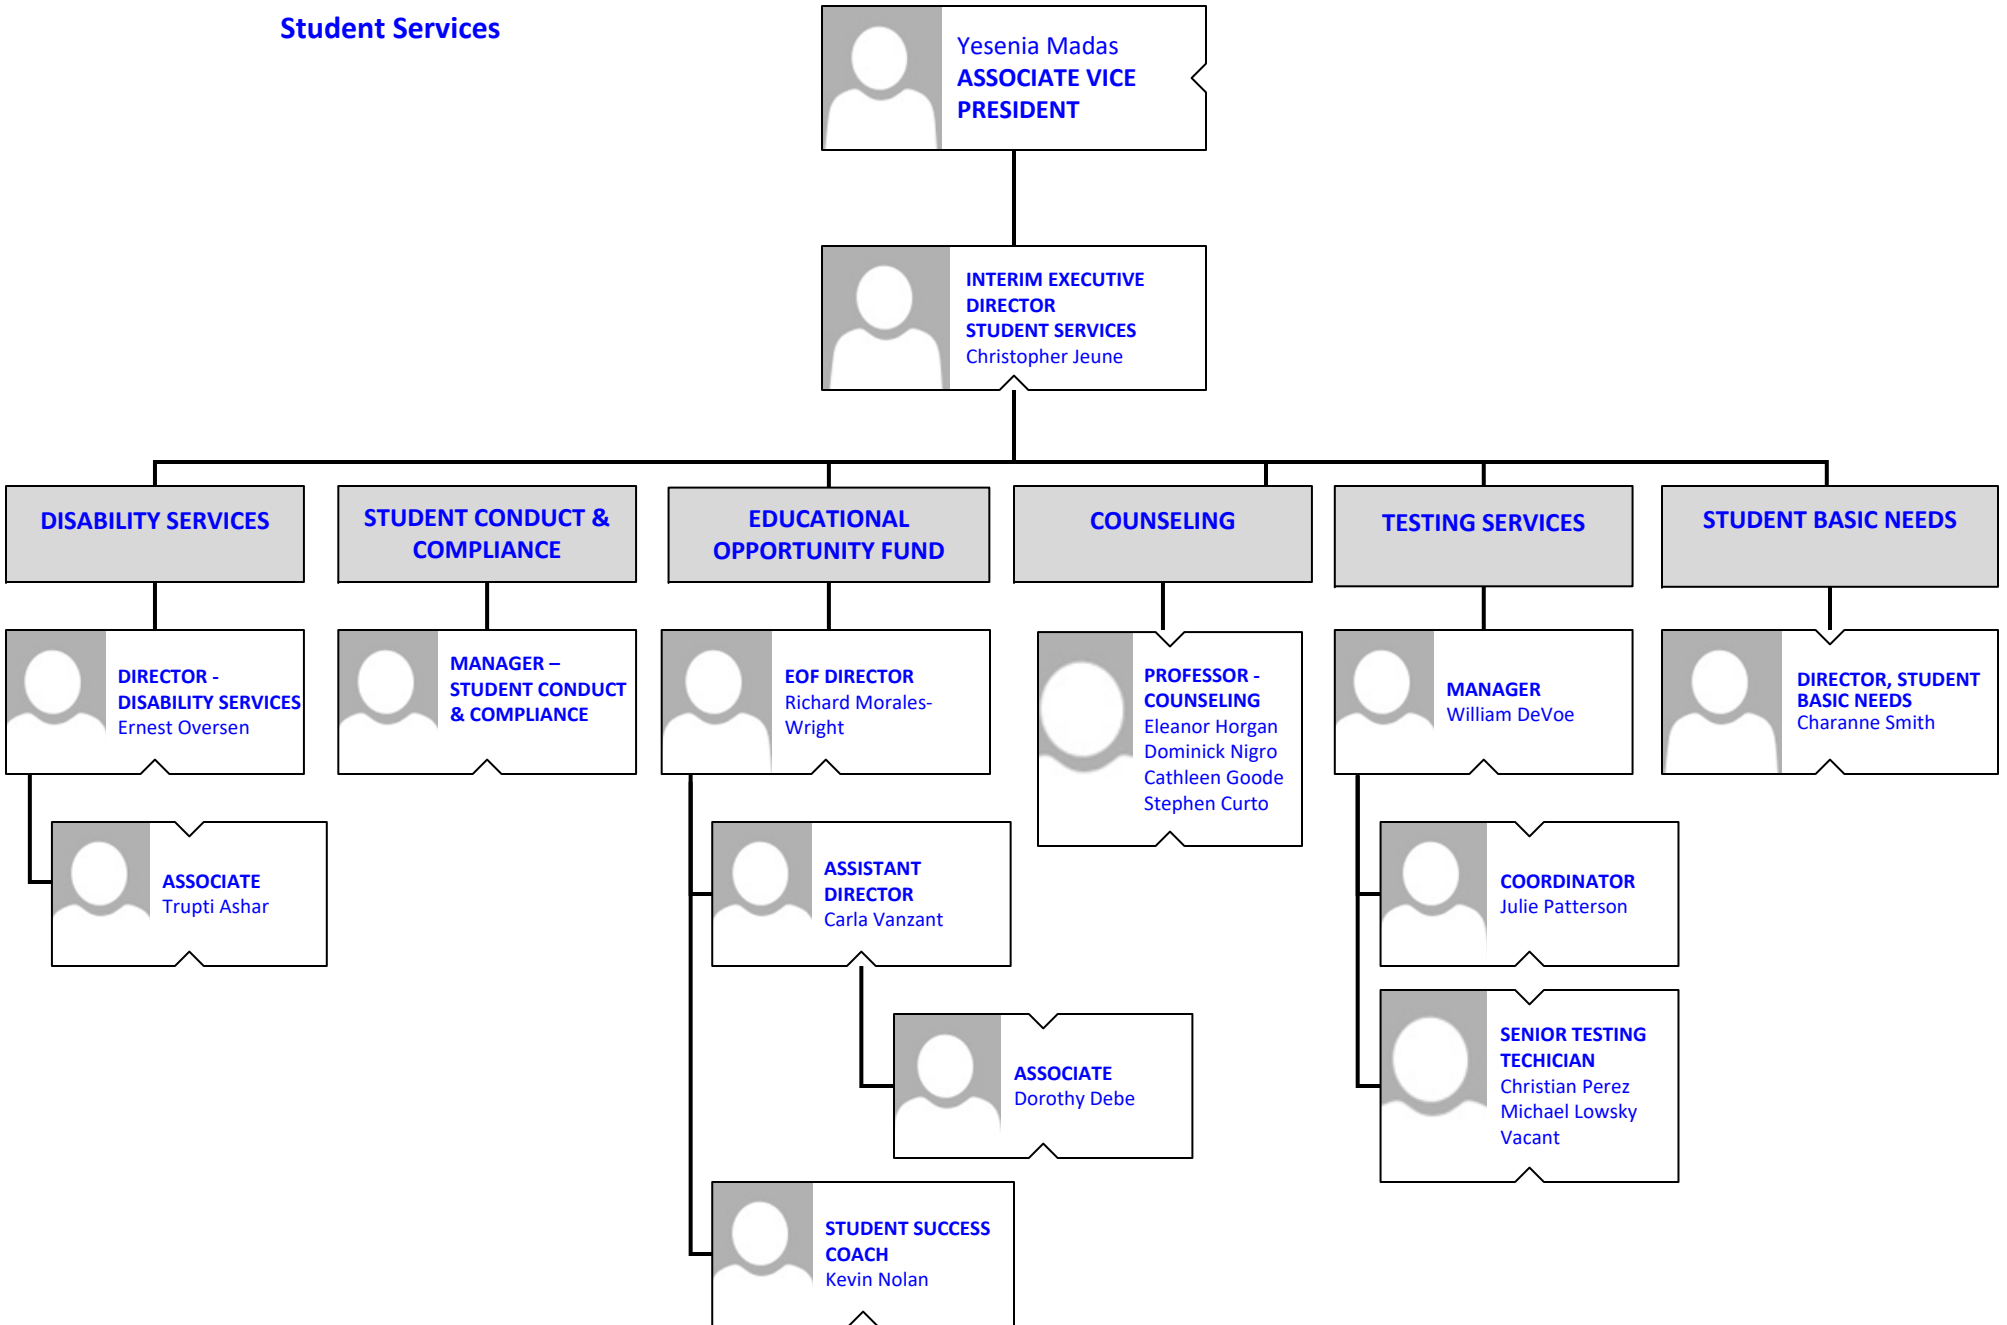 Student Services
Yesenia Madas
ASSOCIATE VICE
PRESIDENT
INTERIM EXECUTIVE
DIRECTOR
STUDENT SERVICES
Christopher Jeune
DISABILITY SERVICES
STUDENT CONDUCT &
COMPLIANCE
EDUCATIONAL
OPPORTUNITY FUND
COUNSELING
TESTING SERVICES
STUDENT BASIC NEEDS
DIRECTOR -
DISABILITY SERVICES
Ernest Oversen
MANAGER –
STUDENT CONDUCT
& COMPLIANCE
EOF DIRECTOR
Richard Morales-
Wright
PROFESSOR -
COUNSELING
Eleanor Horgan
Dominick Nigro
Cathleen Goode
Stephen Curto
MANAGER
William DeVoe
DIRECTOR, STUDENT
BASIC NEEDS
Charanne Smith
ASSOCIATE
Trupti Ashar
ASSISTANT
DIRECTOR
Carla Vanzant
COORDINATOR
Julie Patterson
ASSOCIATE
Dorothy Debe
SENIOR TESTING
TECHICIAN
Christian Perez
Michael Lowsky
Vacant
STUDENT SUCCESS
COACH
Kevin Nolan